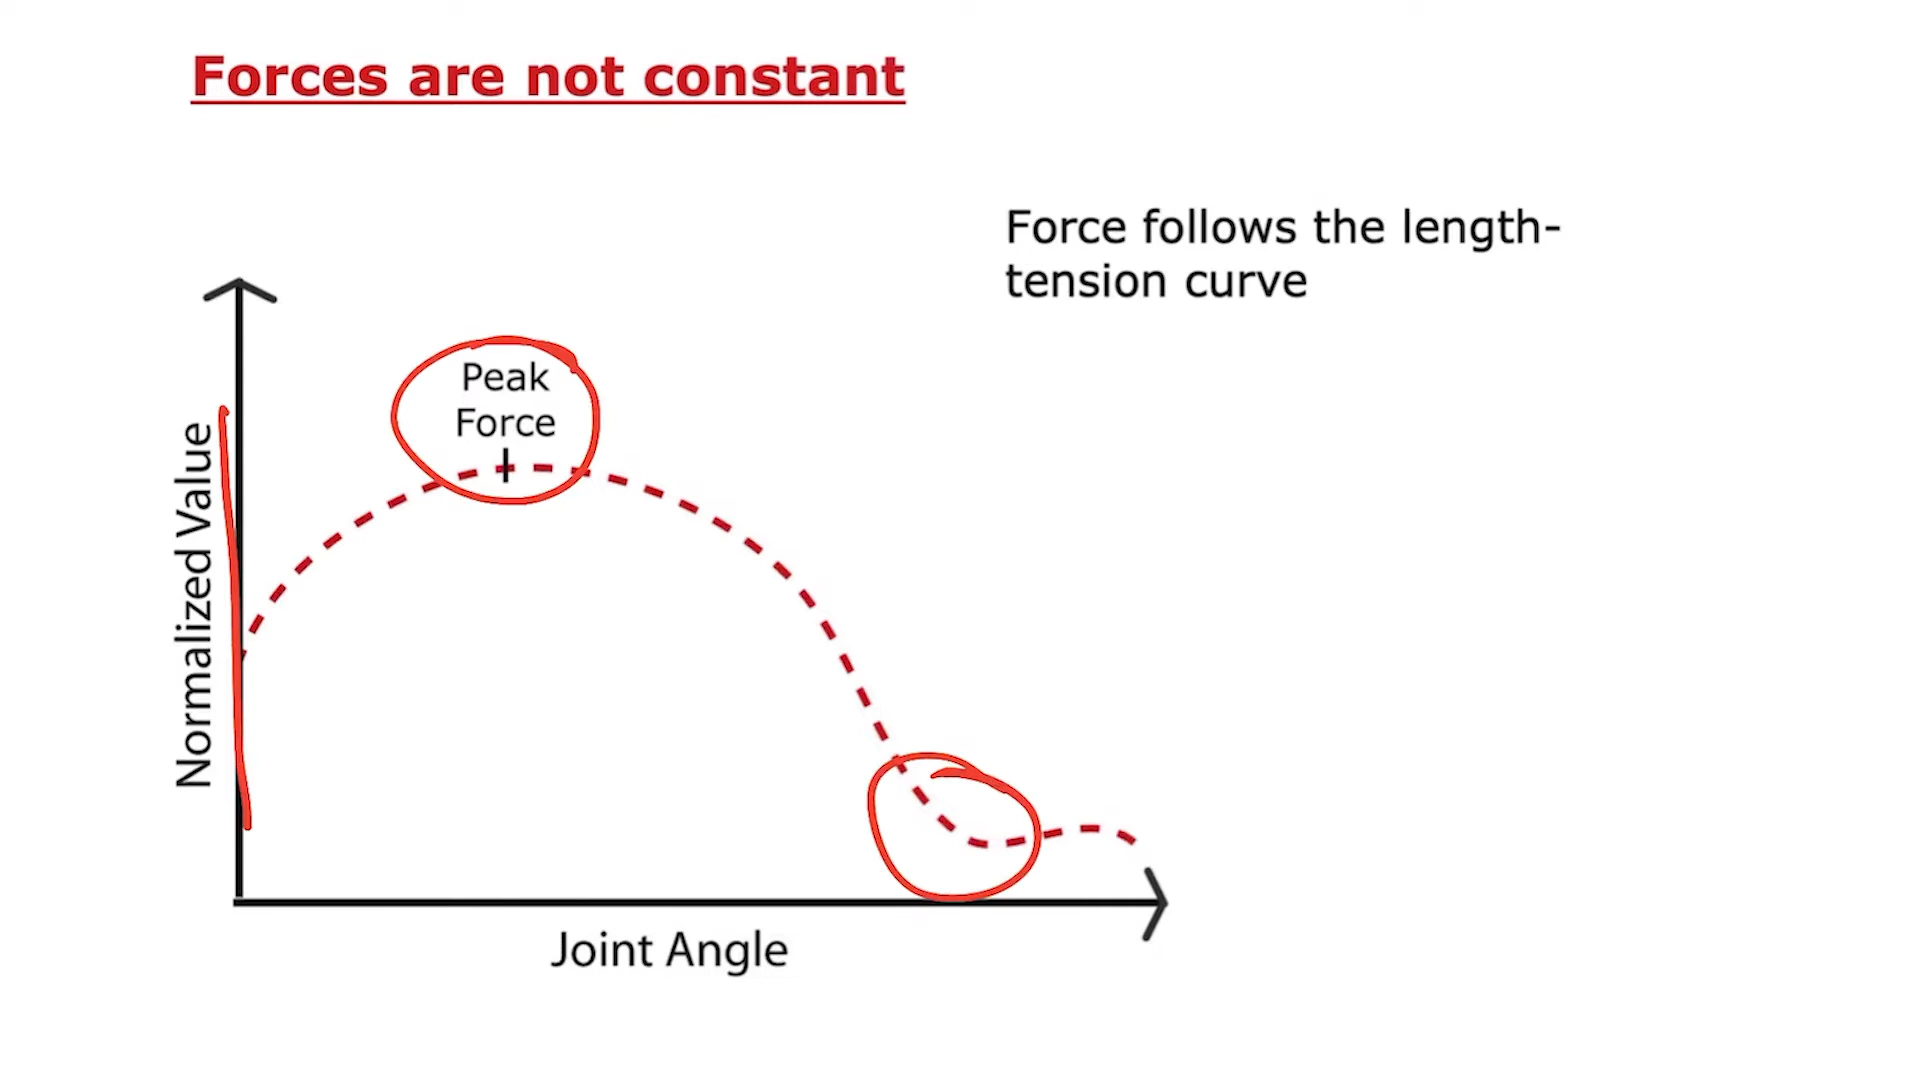 Forces are not constant
Force follows the length-
tension curve
Peak
Force
Normalized Value
Joint Angle